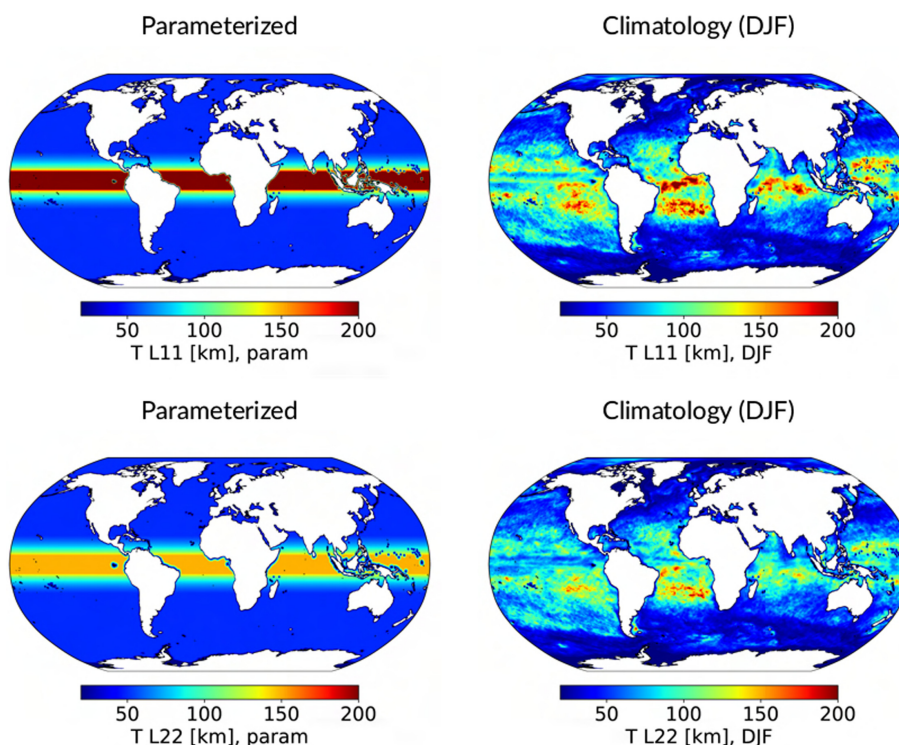 Parameterized
Climatology (DJF)
50 100 150 200
T L11 [km], param
50 100 150 200
T L11 [km], DJF
Parameterized
Climatology (DJF)
50 100 150 200
T L22 [km], param
50 100 150 200
T L22 [km], DJF